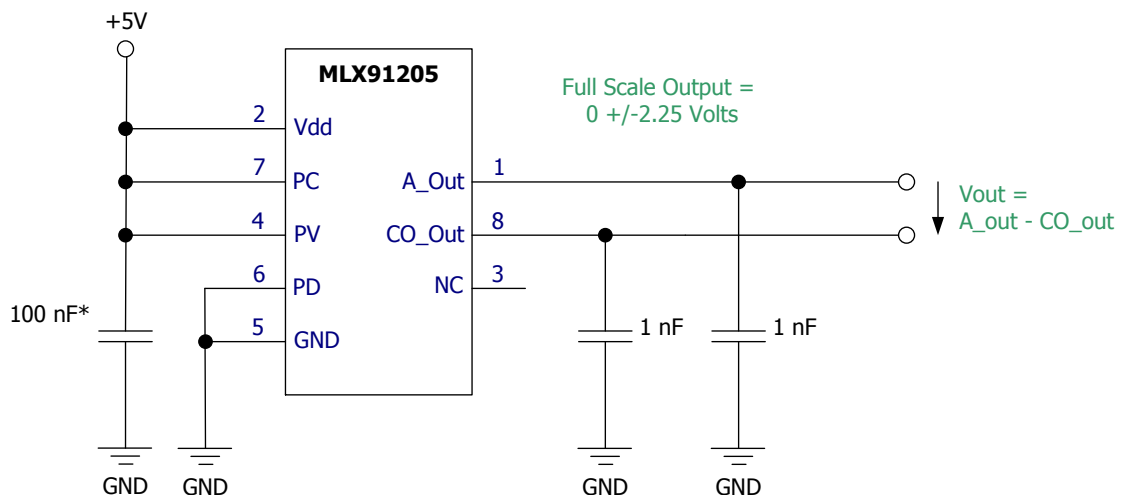 +5V
MLX91205
Full Scale Output =
0 +/-2.25 Volts
2
Vdd
7
PC
A_Out
1
4
PV
CO_Out
8
6
PD
NC
3
5
GND
Vout =
A_out - CO_out
100 nF*
1 nF
1 nF
GND
GND
GND
GND